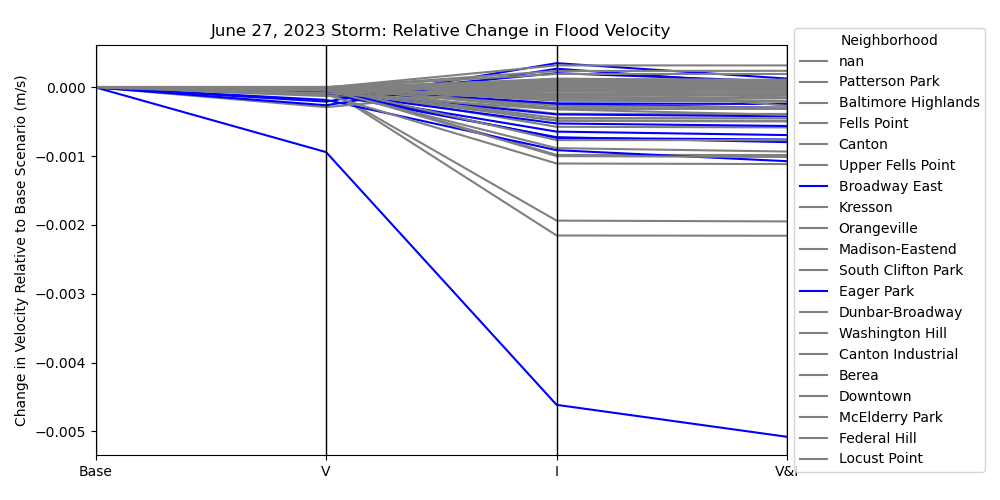 June 27, 2023 Storm: Relative Change in Flood Velocity
Change in Velocity Relative to Base Scenario (m/s)
0.000
−0.001
−0.002
−0.003
−0.004
−0.005
Base
V
I
V&I
Neighborhood
nan
Patterson Park
Baltimore Highlands
Fells Point
Canton
Upper Fells Point
Broadway East
Kresson
Orangeville
Madison-Eastend
South Clifton Park
Eager Park
Dunbar-Broadway
Washington Hill
Canton Industrial
Berea
Downtown
McElderry Park
Federal Hill
Locust Point